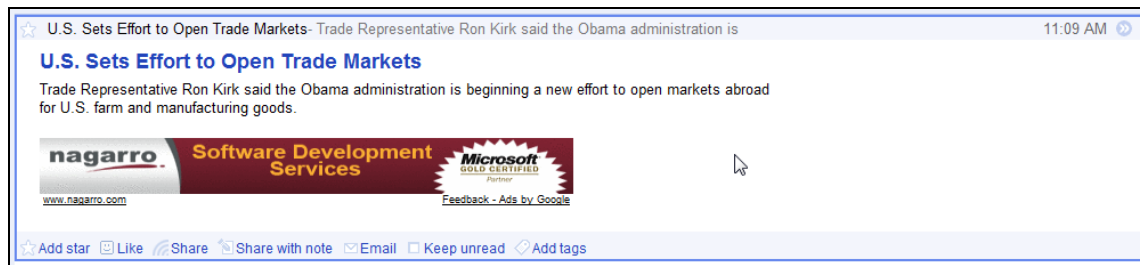 U.S. Sets Effort to Open Trade Markets- Trade Representative Ron Kirk said the Obama administration is 11:09 AM
U.S. Sets Effort to Open Trade Markets
Trade Representative Ron Kirk said the Obama administration is beginning a new effort to open markets abroad
for U.S. farm and manufacturing goods.
nagarro
Software Development
Services
Microsoft
GOLD CERTIFIED
Partner
www.nagarro.com Feedback - Ads by Google
Add star Like Share Share with note Email Keep unread Add tags